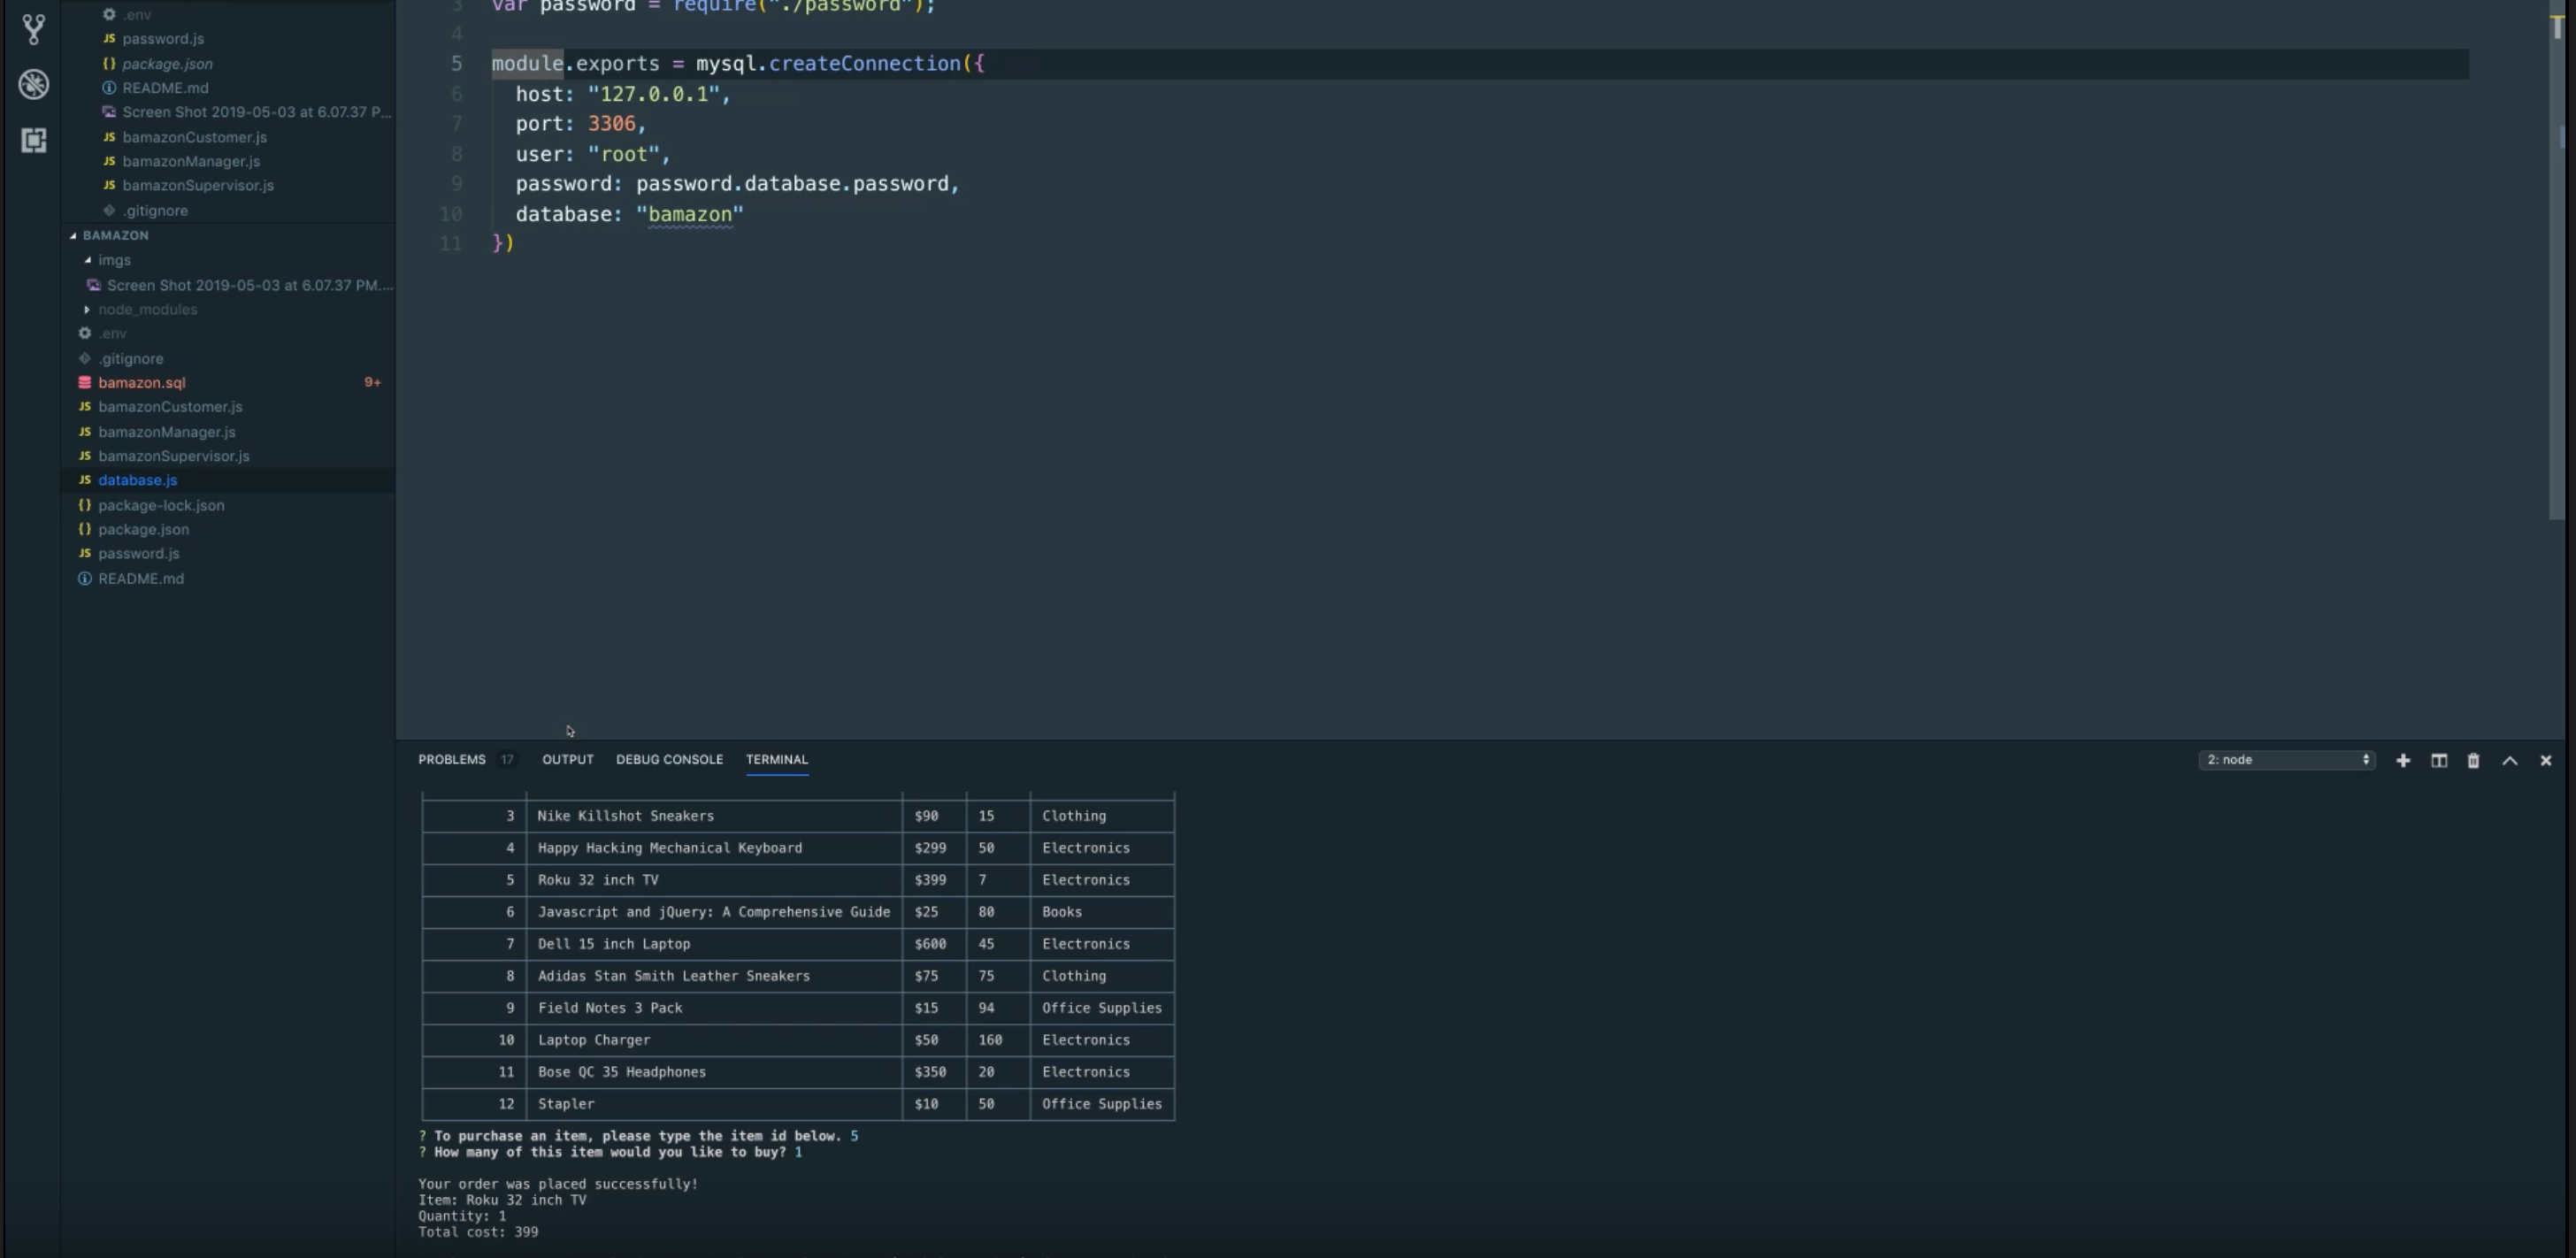 .env
password.js
package.json
README.md
Screen Shot 2019-05-03 at 6.07.37 P...
bamazonCustomer.js
bamazonManager.js
bamazonSupervisor.js
.gitignore
BAMAZON
imgs
Screen Shot 2019-05-03 at 6.07.37 PM....
node_modules
.env
.gitignore
bamazon.sql 9+
bamazonCustomer.js
bamazonManager.js
bamazonSupervisor.js
database.js
package-lock.json
package.json
password.js
README.md
3 var password = require("./password");
4
5 module.exports = mysql.createConnection({
6 host: "127.0.0.1",
7 port: 3306,
8 user: "root",
9 password: password.database.password,
10 database: "bamazon"
11 })
PROBLEMS 17 OUTPUT DEBUG CONSOLE TERMINAL 2: node
3 Nike Killshot Sneakers $90 15 Clothing
4 Happy Hacking Mechanical Keyboard $299 50 Electronics
5 Roku 32 inch TV $399 7 Electronics
6 Javascript and jQuery: A Comprehensive Guide $25 80 Books
7 Dell 15 inch Laptop $600 45 Electronics
8 Adidas Stan Smith Leather Sneakers $75 75 Clothing
9 Field Notes 3 Pack $15 94 Office Supplies
10 Laptop Charger $50 160 Electronics
11 Bose QC 35 Headphones $350 20 Electronics
12 Stapler $10 50 Office Supplies
? To purchase an item, please type the item id below. 5
? How many of this item would you like to buy? 1
Your order was placed successfully!
Item: Roku 32 inch TV
Quantity: 1
Total cost: 399